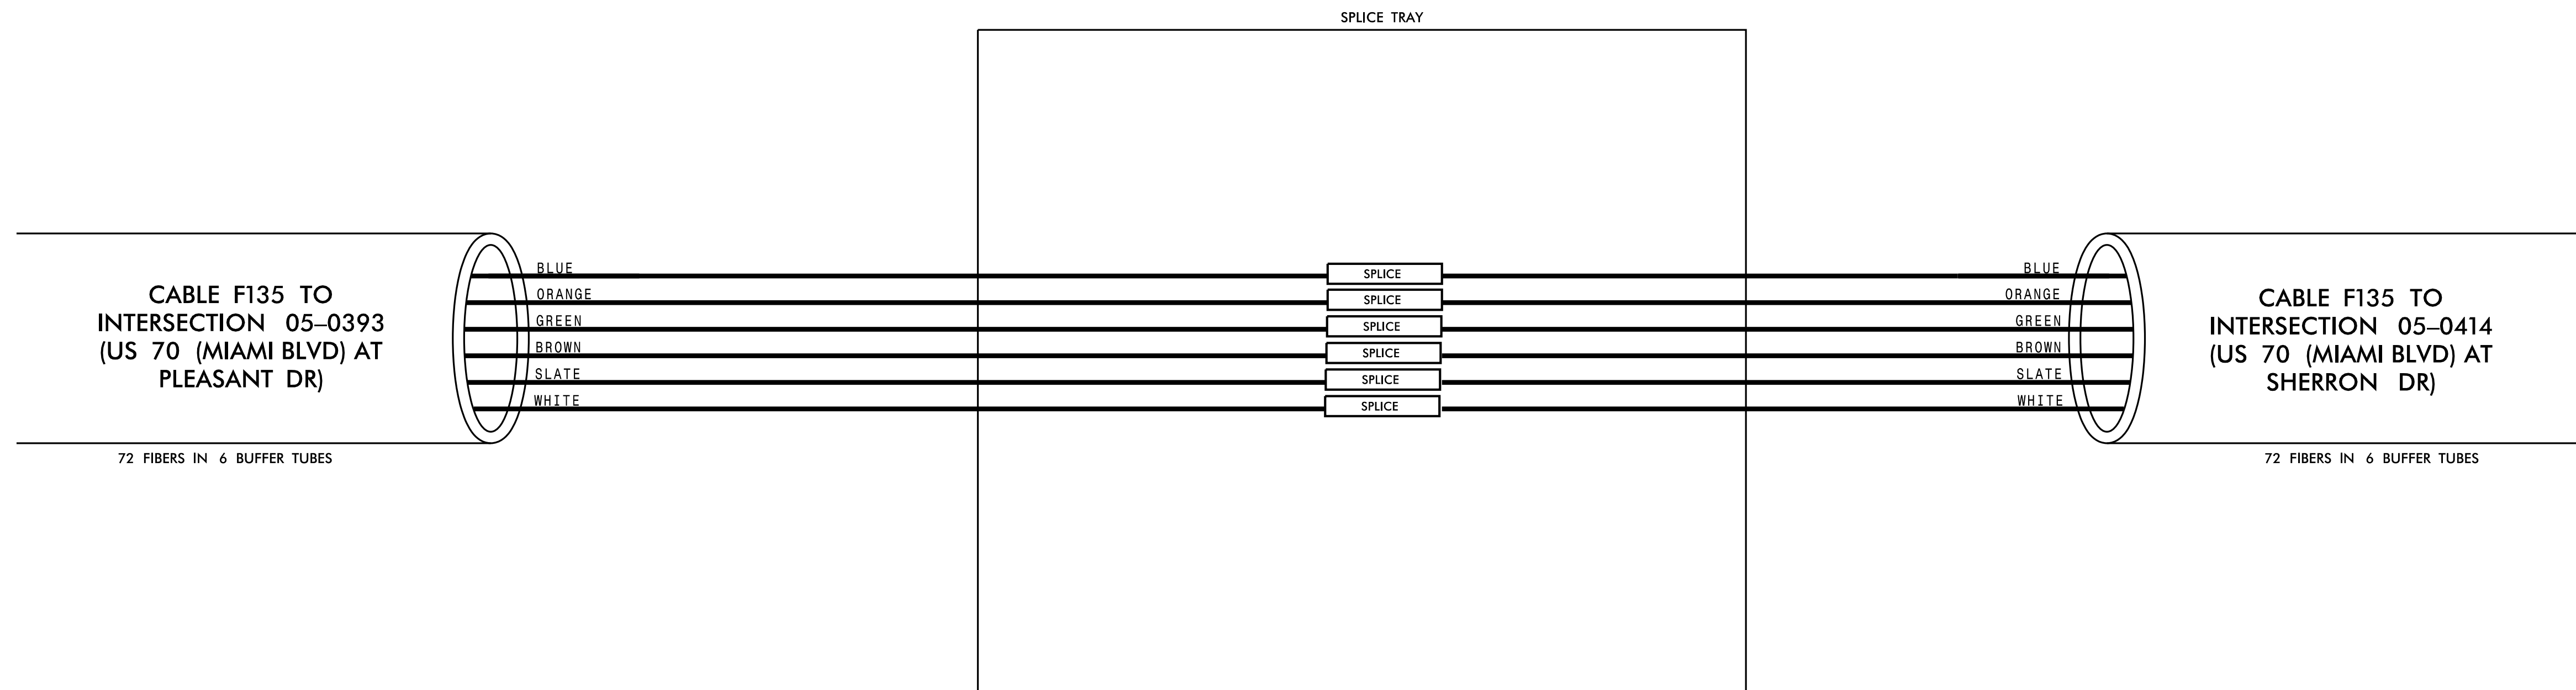 SPLICE TRAY
CABLE F135 TO
INTERSECTION 05–0393
(US 70 (MIAMI BLVD) AT
PLEASANT DR)
72 FIBERS IN 6 BUFFER TUBES
BLUE
ORANGE
GREEN
BROWN
SLATE
WHITE
SPLICE
SPLICE
SPLICE
SPLICE
SPLICE
SPLICE
BLUE
ORANGE
GREEN
BROWN
SLATE
WHITE
CABLE F135 TO
INTERSECTION 05–0414
(US 70 (MIAMI BLVD) AT
SHERRON DR)
72 FIBERS IN 6 BUFFER TUBES